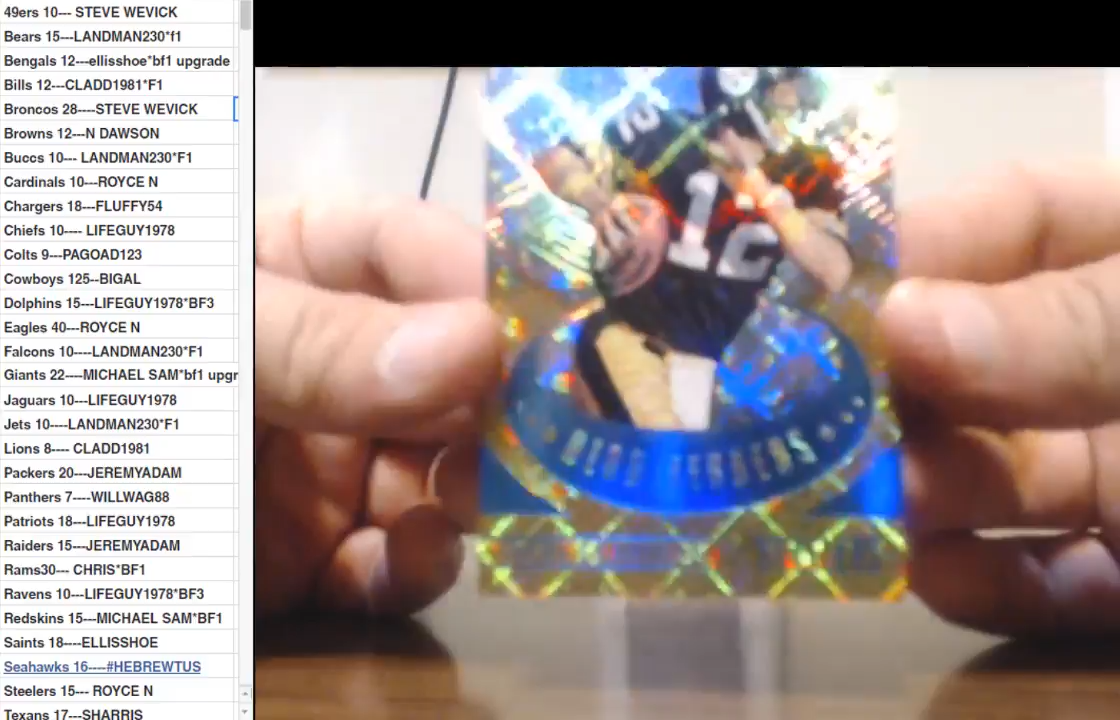 49ers 10--- STEVE WEVICK
Bears 15---LANDMAN230*f1
Bengals 12---ellisshoe*bf1 upgrade
Bills 12---CLADD1981*F1
Broncos 28----STEVE WEVICK
Browns 12---N DAWSON
Buccs 10--- LANDMAN230*F1
Cardinals 10---ROYCE N
Chargers 18---FLUFFY54
Chiefs 10---- LIFEGUY1978
Colts 9---PAGOAD123
Cowboys 125--BIGAL
Dolphins 15---LIFEGUY1978*BF3
Eagles 40---ROYCE N
Falcons 10----LANDMAN230*F1
Giants 22----MICHAEL SAM*bf1 upgr
Jaguars 10---LIFEGUY1978
Jets 10----LANDMAN230*F1
Lions 8---- CLADD1981
Packers 20---JEREMYADAM
Panthers 7----WILLWAG88
Patriots 18---LIFEGUY1978
Raiders 15---JEREMYADAM
Rams30--- CHRIS*BF1
Ravens 10---LIFEGUY1978*BF3
Redskins 15---MICHAEL SAM*BF1
Saints 18----ELLISSHOE
Seahawks 16----#HEBREWTUS
Steelers 15--- ROYCE N
Texans 17---SHARRIS
12
12